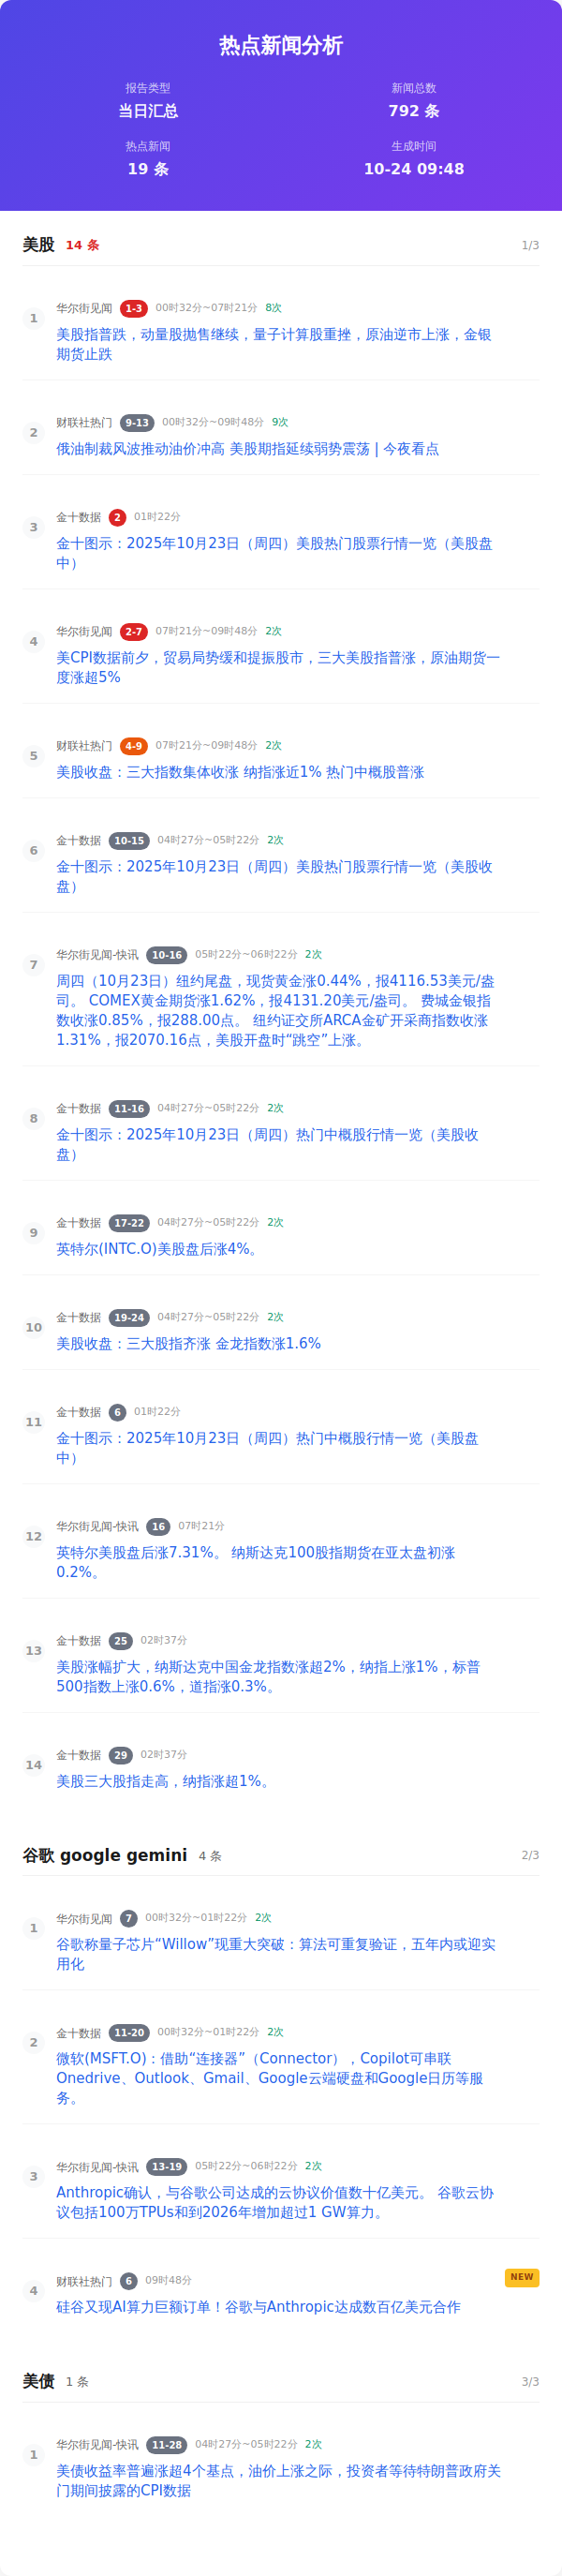 热点新闻分析
报告类型
当日汇总
新闻总数
792 条
热点新闻
19 条
生成时间
10-24 09:48
美股 14 条 1/3
1
华尔街见闻 1-3 00时32分~07时21分 8次
美股指普跌，动量股抛售继续，量子计算股重挫，原油逆市上涨，金银
期货止跌
2
财联社热门 9-13 00时32分~09时48分 9次
俄油制裁风波推动油价冲高 美股期指延续弱势震荡 | 今夜看点
3
金十数据 2 01时22分
金十图示：2025年10月23日（周四）美股热门股票行情一览（美股盘
中）
4
华尔街见闻 2-7 07时21分~09时48分 2次
美CPI数据前夕，贸易局势缓和提振股市，三大美股指普涨，原油期货一
度涨超5%
5
财联社热门 4-9 07时21分~09时48分 2次
美股收盘：三大指数集体收涨 纳指涨近1% 热门中概股普涨
6
金十数据 10-15 04时27分~05时22分 2次
金十图示：2025年10月23日（周四）美股热门股票行情一览（美股收
盘）
7
华尔街见闻-快讯 10-16 05时22分~06时22分 2次
周四（10月23日）纽约尾盘，现货黄金涨0.44%，报4116.53美元/盎
司。 COMEX黄金期货涨1.62%，报4131.20美元/盎司。 费城金银指
数收涨0.85%，报288.00点。 纽约证交所ARCA金矿开采商指数收涨
1.31%，报2070.16点，美股开盘时“跳空”上涨。
8
金十数据 11-16 04时27分~05时22分 2次
金十图示：2025年10月23日（周四）热门中概股行情一览（美股收
盘）
9
金十数据 17-22 04时27分~05时22分 2次
英特尔(INTC.O)美股盘后涨4%。
10
金十数据 19-24 04时27分~05时22分 2次
美股收盘：三大股指齐涨 金龙指数涨1.6%
11
金十数据 6 01时22分
金十图示：2025年10月23日（周四）热门中概股行情一览（美股盘
中）
12
华尔街见闻-快讯 16 07时21分
英特尔美股盘后涨7.31%。 纳斯达克100股指期货在亚太盘初涨
0.2%。
13
金十数据 25 02时37分
美股涨幅扩大，纳斯达克中国金龙指数涨超2%，纳指上涨1%，标普
500指数上涨0.6%，道指涨0.3%。
14
金十数据 29 02时37分
美股三大股指走高，纳指涨超1%。
谷歌 google gemini 4 条 2/3
1
华尔街见闻 7 00时32分~01时22分 2次
谷歌称量子芯片“Willow”现重大突破：算法可重复验证，五年内或迎实
用化
2
金十数据 11-20 00时32分~01时22分 2次
微软(MSFT.O)：借助“连接器”（Connector），Copilot可串联
Onedrive、Outlook、Gmail、Google云端硬盘和Google日历等服
务。
3
华尔街见闻-快讯 13-19 05时22分~06时22分 2次
Anthropic确认，与谷歌公司达成的云协议价值数十亿美元。 谷歌云协
议包括100万TPUs和到2026年增加超过1 GW算力。
4
财联社热门 6 09时48分 NEW
硅谷又现AI算力巨额订单！谷歌与Anthropic达成数百亿美元合作
美债 1 条 3/3
1
华尔街见闻-快讯 11-28 04时27分~05时22分 2次
美债收益率普遍涨超4个基点，油价上涨之际，投资者等待特朗普政府关
门期间披露的CPI数据